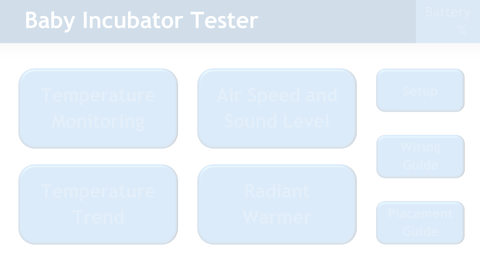 Baby Incubator Tester
Battery
%
Temperature
Monitoring
Air Speed and
Sound Level
Setup
Wiring
Guide
Temperature
Trend
Radiant
Warmer
Placement
Guide